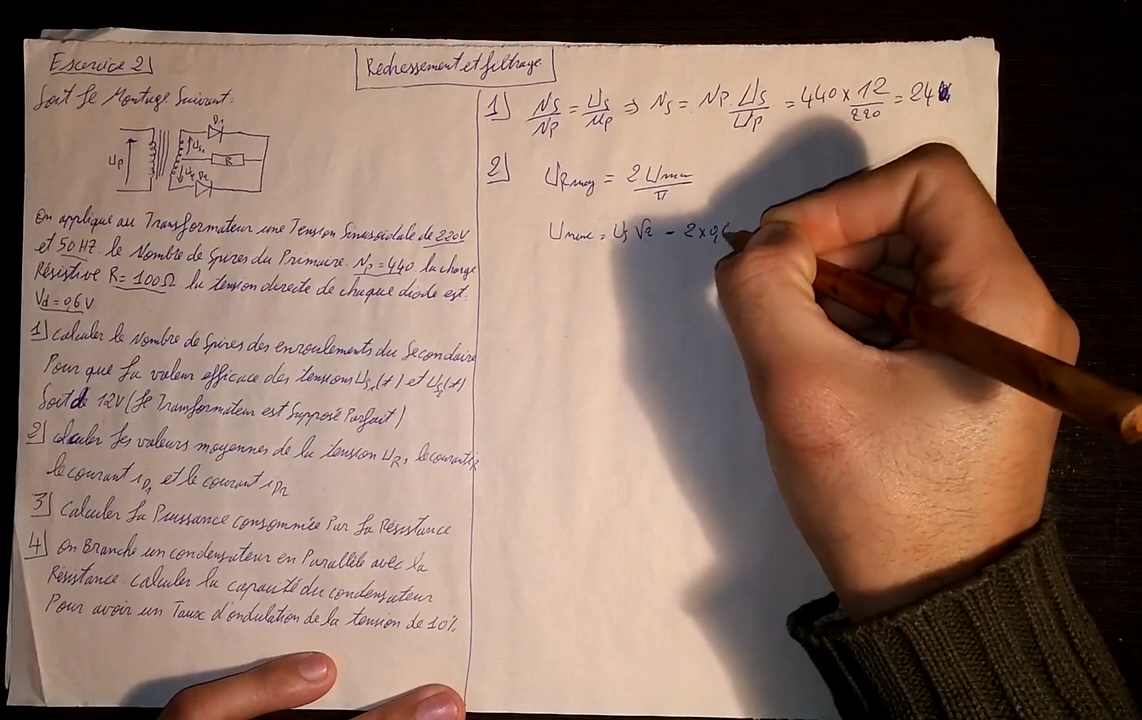 Exercice 2
Redressement et filtrage
Soit le Montage Suivant:
D1
Up
Us1
R
D2
On applique au Transformateur une Tension Sinusoïdale de 220V
et 50 HZ. le Nombre de Spires du Primaire. Np = 440 la charge
Résistive R = 100Ω la tension directe de chaque diode est:
Vd = 0,6 V
1) calculer le Nombre de Spires des enroulements du Secondaire
Pour que la valeur efficace des tensions Us1(t) et Us2(t)
Soit de 12V (le Transformateur est Supposé Parfait)
2) calculer les valeurs moyennes de la tension UR, le courant iR
le courant iD1 et le courant iD2
3) Calculer la Puissance consommée Par la Résistance
4) on Branche un condensateur en Parallèle avec la
Résistance calculer la capacité du condensateur
Pour avoir un Taux d'ondulation de la tension de 10%
1) Ns/Np = Us/Up ⇒ Ns = Np. Us/Up = 440 × 12/220 = 24
2) URmoy = 2 Umax/π
Umax = Us √2 - 2 × 0,6